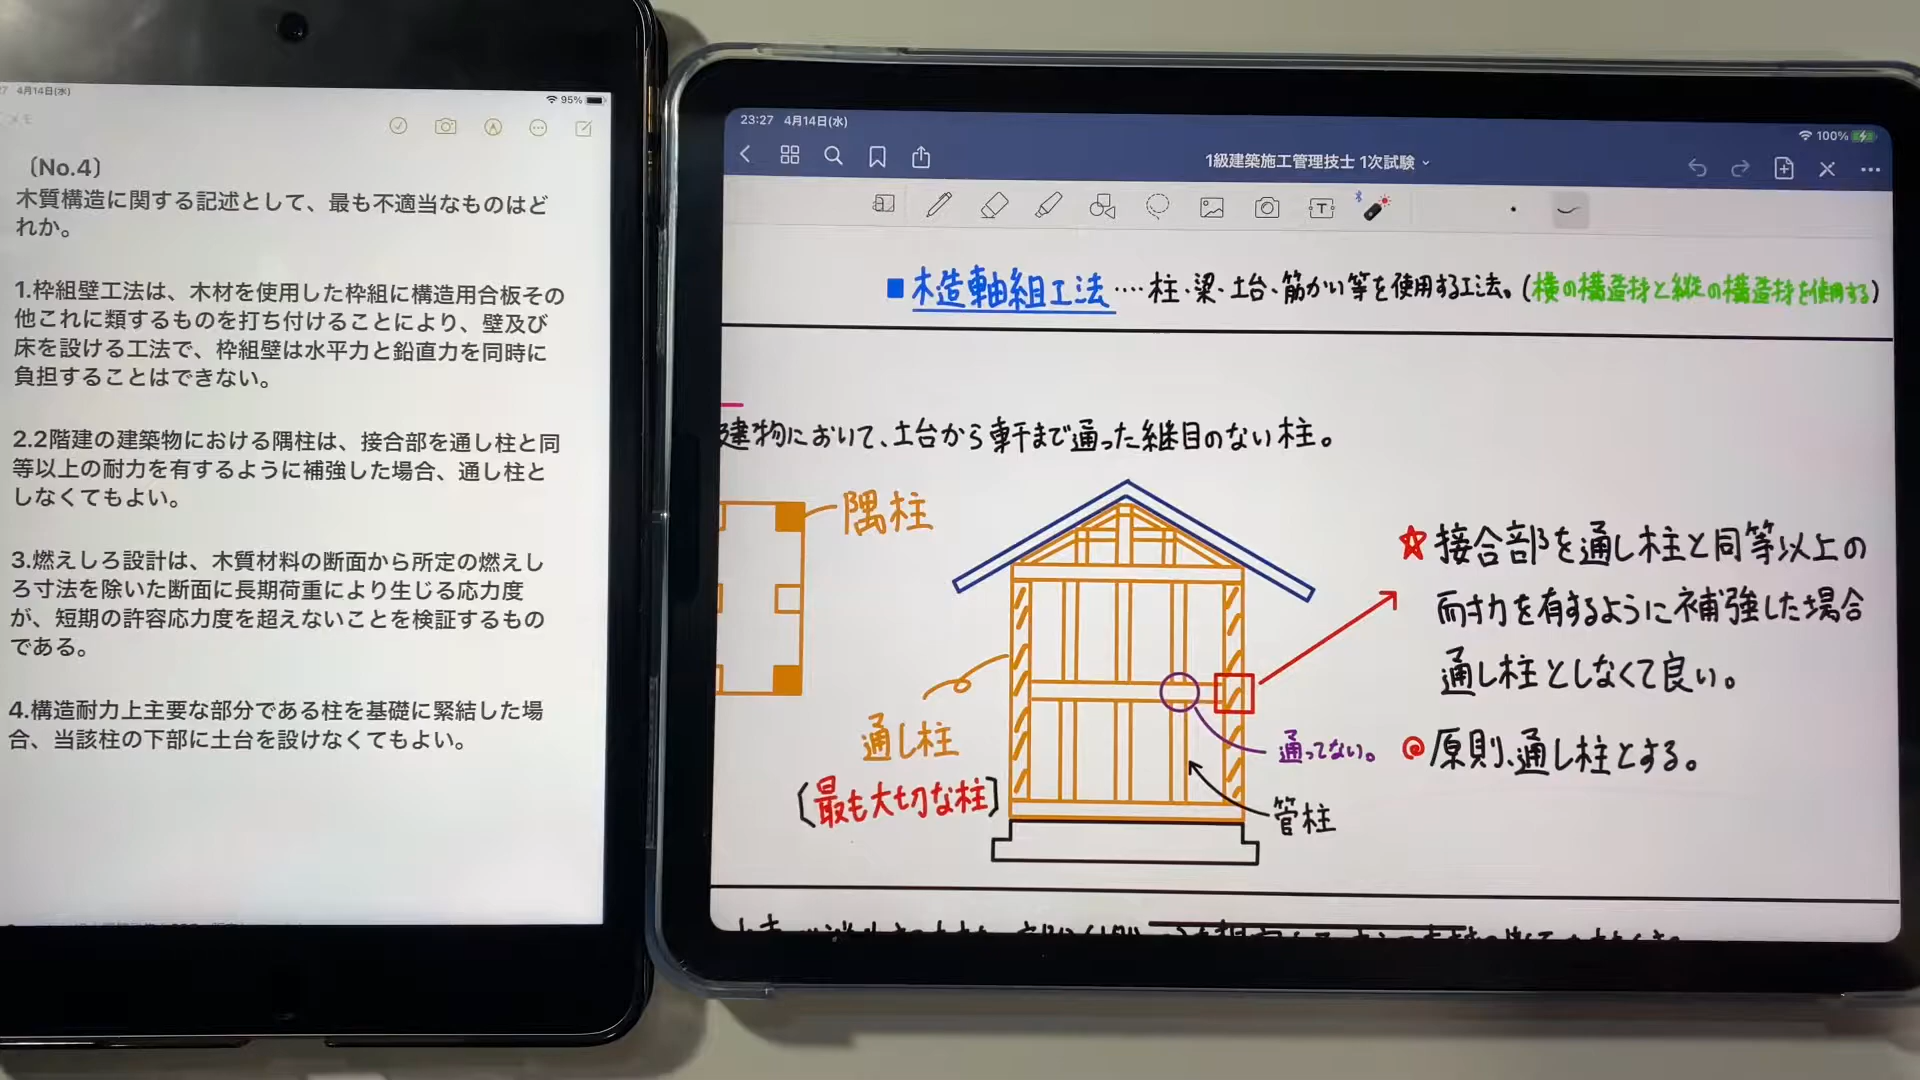 4月14日(水)
95%
メモ
〔No.4〕
木質構造に関する記述として、最も不適当なものはど
れか。
1.枠組壁工法は、木材を使用した枠組に構造用合板その
他これに類するものを打ち付けることにより、壁及び
床を設ける工法で、枠組壁は水平力と鉛直力を同時に
負担することはできない。
2.2階建の建築物における隅柱は、接合部を通し柱と同
等以上の耐力を有するように補強した場合、通し柱と
しなくてもよい。
3.燃えしろ設計は、木質材料の断面から所定の燃えし
ろ寸法を除いた断面に長期荷重により生じる応力度
が、短期の許容応力度を超えないことを検証するもの
である。
4.構造耐力上主要な部分である柱を基礎に緊結した場
合、当該柱の下部に土台を設けなくてもよい。
23:27 4月14日(水)
100%
1級建築施工管理技士 1次試験
■木造軸組工法‥‥柱・梁・土台・筋かい等を使用する工法。(横の構造材と縦の構造材を使用する)
建物において、土台から軒まで通った継目のない柱。
隅柱
通し柱
(最も大切な柱)
通ってない。
管柱
☆接合部を通し柱と同等以上の
耐力を有するように補強した場合
通し柱としなくて良い。
◎原則、通し柱とする。